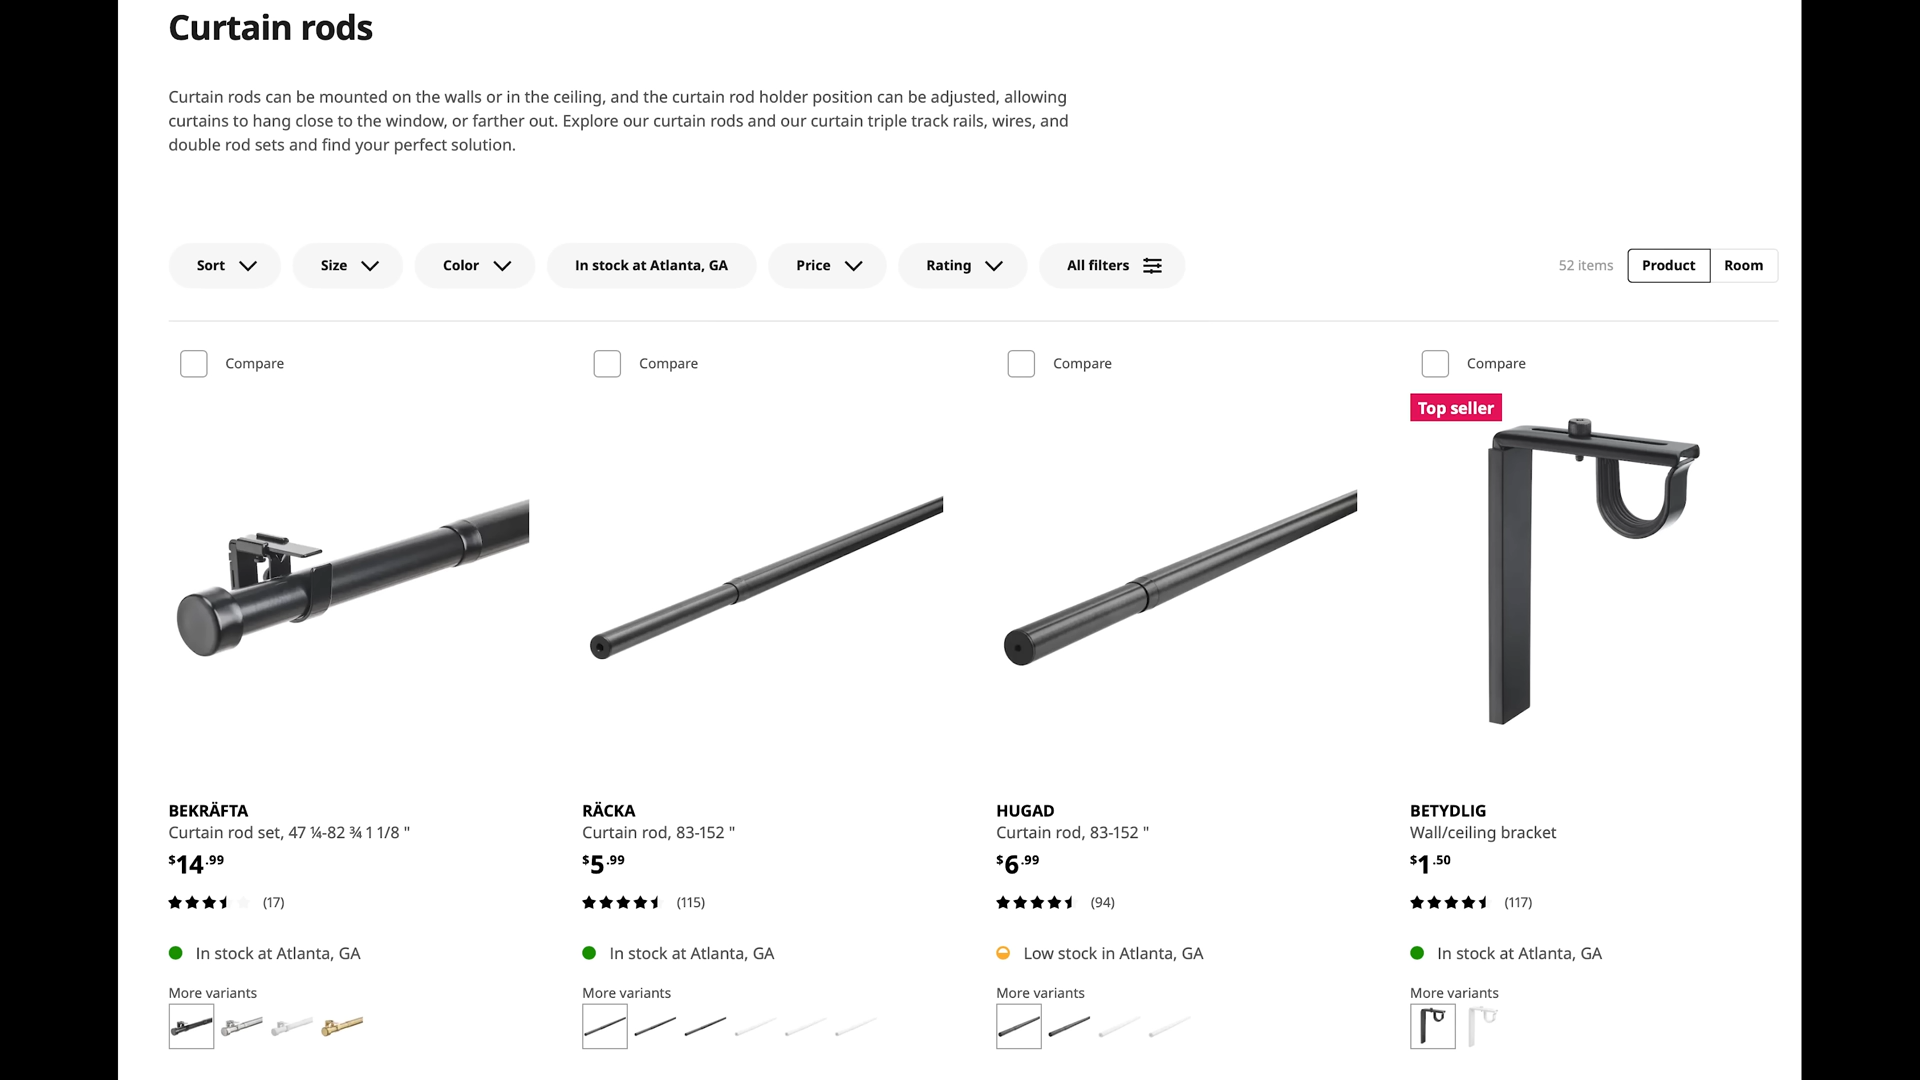 Curtain rods
Curtain rods can be mounted on the walls or in the ceiling, and the curtain rod holder position can be adjusted, allowing
curtains to hang close to the window, or farther out. Explore our curtain rods and our curtain triple track rails, wires, and
double rod sets and find your perfect solution.
Sort Size Color In stock at Atlanta, GA Price Rating All filters 52 items Product Room
Compare Compare Compare Compare
Top seller
BEKRÄFTA
Curtain rod set, 47 ¼-82 ¾ 1 1/8 "
$14.99
(17)
In stock at Atlanta, GA
More variants
RÄCKA
Curtain rod, 83-152 "
$5.99
(115)
In stock at Atlanta, GA
More variants
HUGAD
Curtain rod, 83-152 "
$6.99
(94)
Low stock in Atlanta, GA
More variants
BETYDLIG
Wall/ceiling bracket
$1.50
(117)
In stock at Atlanta, GA
More variants